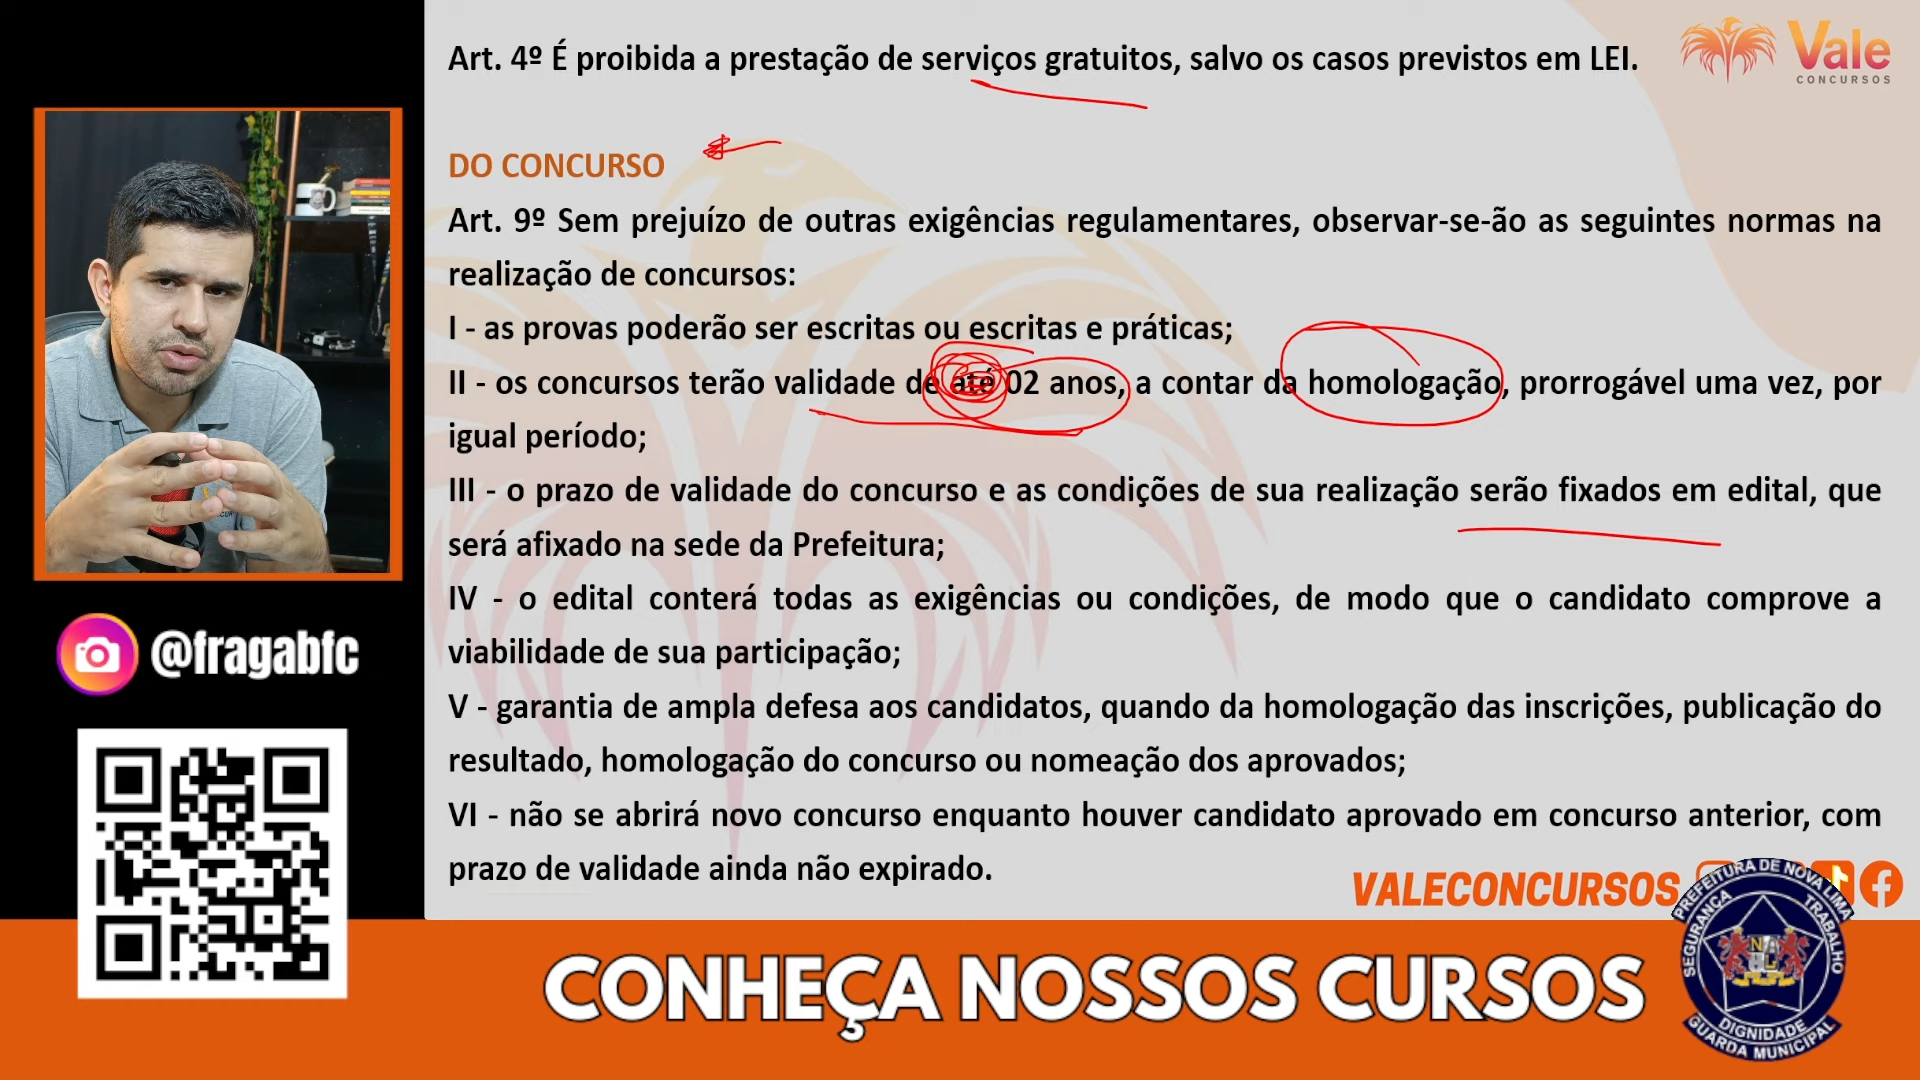 Art. 4º É proibida a prestação de serviços gratuitos, salvo os casos previstos em LEI.
Vale
CONCURSOS
DO CONCURSO
Art. 9º Sem prejuízo de outras exigências regulamentares, observar-se-ão as seguintes normas na
realização de concursos:
I - as provas poderão ser escritas ou escritas e práticas;
II - os concursos terão validade de até 02 anos, a contar da homologação, prorrogável uma vez, por
igual período;
III - o prazo de validade do concurso e as condições de sua realização serão fixados em edital, que
será afixado na sede da Prefeitura;
IV - o edital conterá todas as exigências ou condições, de modo que o candidato comprove a
viabilidade de sua participação;
V - garantia de ampla defesa aos candidatos, quando da homologação das inscrições, publicação do
resultado, homologação do concurso ou nomeação dos aprovados;
VI - não se abrirá novo concurso enquanto houver candidato aprovado em concurso anterior, com
prazo de validade ainda não expirado.
@fragabfc
VALECONCURSOS
PREFEITURA DE NOVA LIMA
SEGURANÇA
TRABALHO
DIGNIDADE
GUARDA MUNICIPAL
CONHEÇA NOSSOS CURSOS